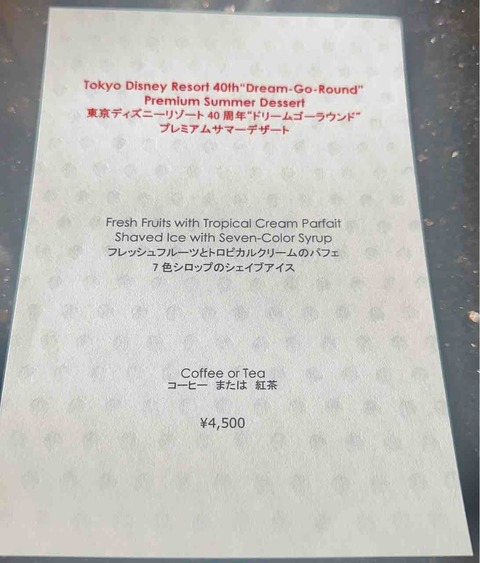 Tokyo Disney Resort 40th"Dream-Go-Round"
Premium Summer Dessert
東京ディズニーリゾート 40 周年"ドリームゴーラウンド"
プレミアムサマーデザート
Fresh Fruits with Tropical Cream Parfait
Shaved Ice with Seven-Color Syrup
フレッシュフルーツとトロピカルクリームのパフェ
7 色シロップのシェイブアイス
Coffee or Tea
コーヒー または 紅茶
¥4,500